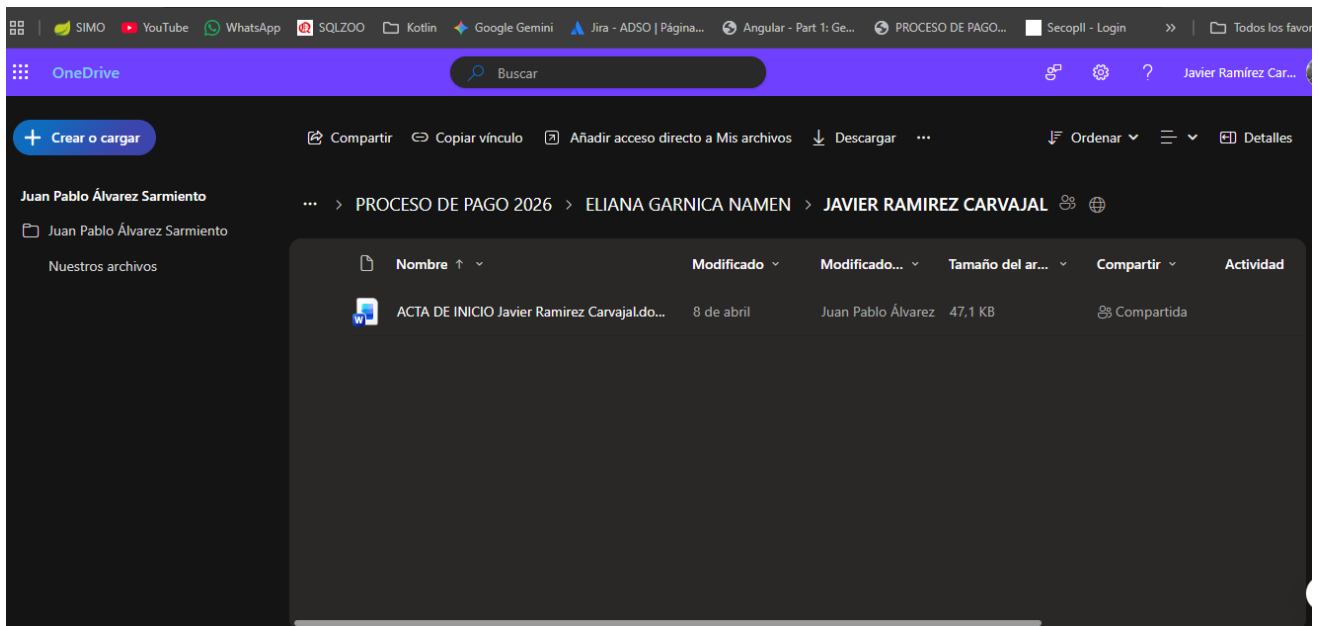 SIMO YouTube WhatsApp SQLZOO Kotlin Google Gemini Jira - ADSO | Página... Angular - Part 1: Ge... PROCESO DE PAGO... SecopII - Login » Todos los favor
OneDrive Buscar ? Javier Ramírez Car...
+ Crear o cargar Compartir Copiar vínculo Añadir acceso directo a Mis archivos Descargar ... Ordenar Detalles
Juan Pablo Álvarez Sarmiento
... > PROCESO DE PAGO 2026 > ELIANA GARNICA NAMEN > JAVIER RAMIREZ CARVAJAL
Juan Pablo Álvarez Sarmiento
Nuestros archivos
Nombre ↑ Modificado Modificado... Tamaño del ar... Compartir Actividad
ACTA DE INICIO Javier Ramirez Carvajal.do... 8 de abril Juan Pablo Álvarez 47,1 KB Compartida